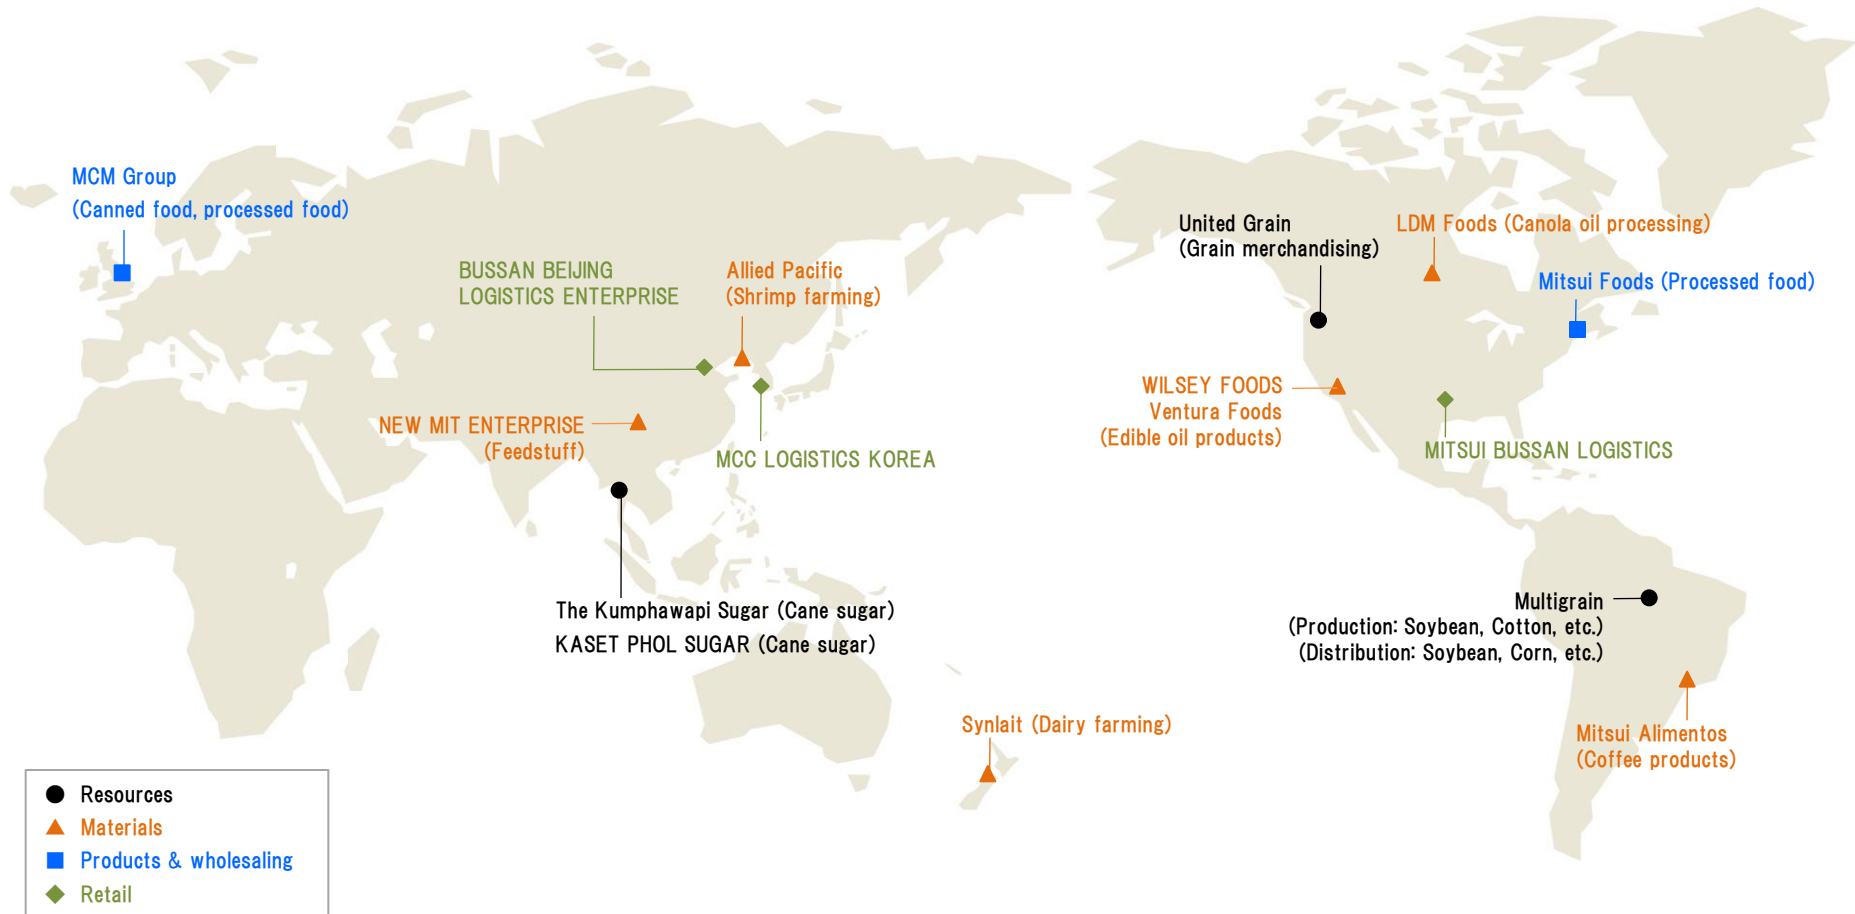 MCM Group
(Canned food, processed food)
BUSSAN BEIJING
LOGISTICS ENTERPRISE
Allied Pacific
(Shrimp farming)
NEW MIT ENTERPRISE
(Feedstuff)
MCC LOGISTICS KOREA
The Kumphawapi Sugar (Cane sugar)
KASET PHOL SUGAR (Cane sugar)
Synlait (Dairy farming)
United Grain
(Grain merchandising)
LDM Foods (Canola oil processing)
Mitsui Foods (Processed food)
WILSEY FOODS
Ventura Foods
(Edible oil products)
MITSUI BUSSAN LOGISTICS
Multigrain
(Production: Soybean, Cotton, etc.)
(Distribution: Soybean, Corn, etc.)
Mitsui Alimentos
(Coffee products)
Resources
Materials
Products & wholesaling
Retail